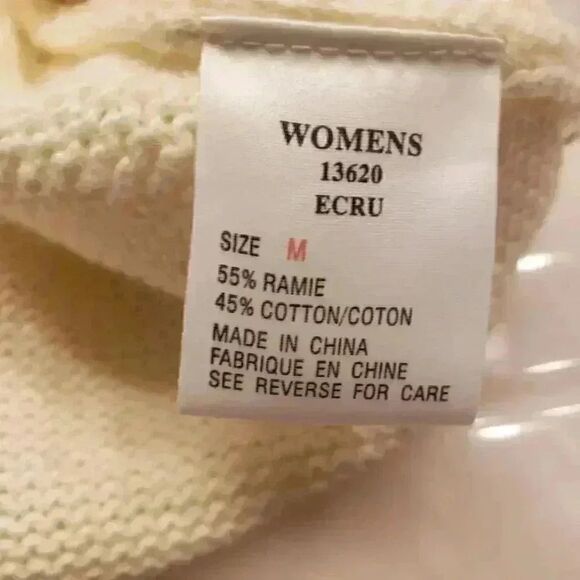 WOMENS
13620
ECRU
SIZE M
55% RAMIE
45% COTTON/COTON
MADE IN CHINA
FABRIQUE EN CHINE
SEE REVERSE FOR CARE